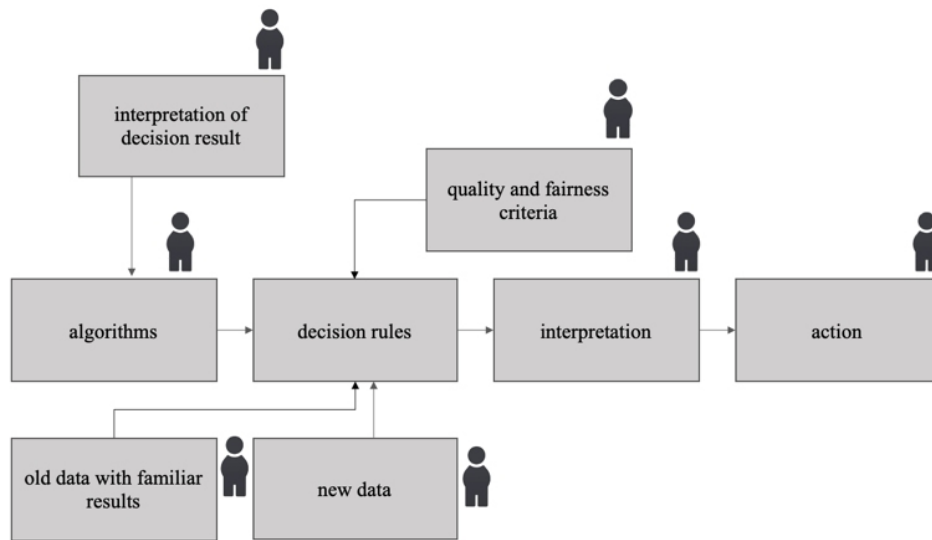 interpretation of
decision result
quality and fairness
criteria
algorithms
decision rules
interpretation
action
old data with familiar
results
new data